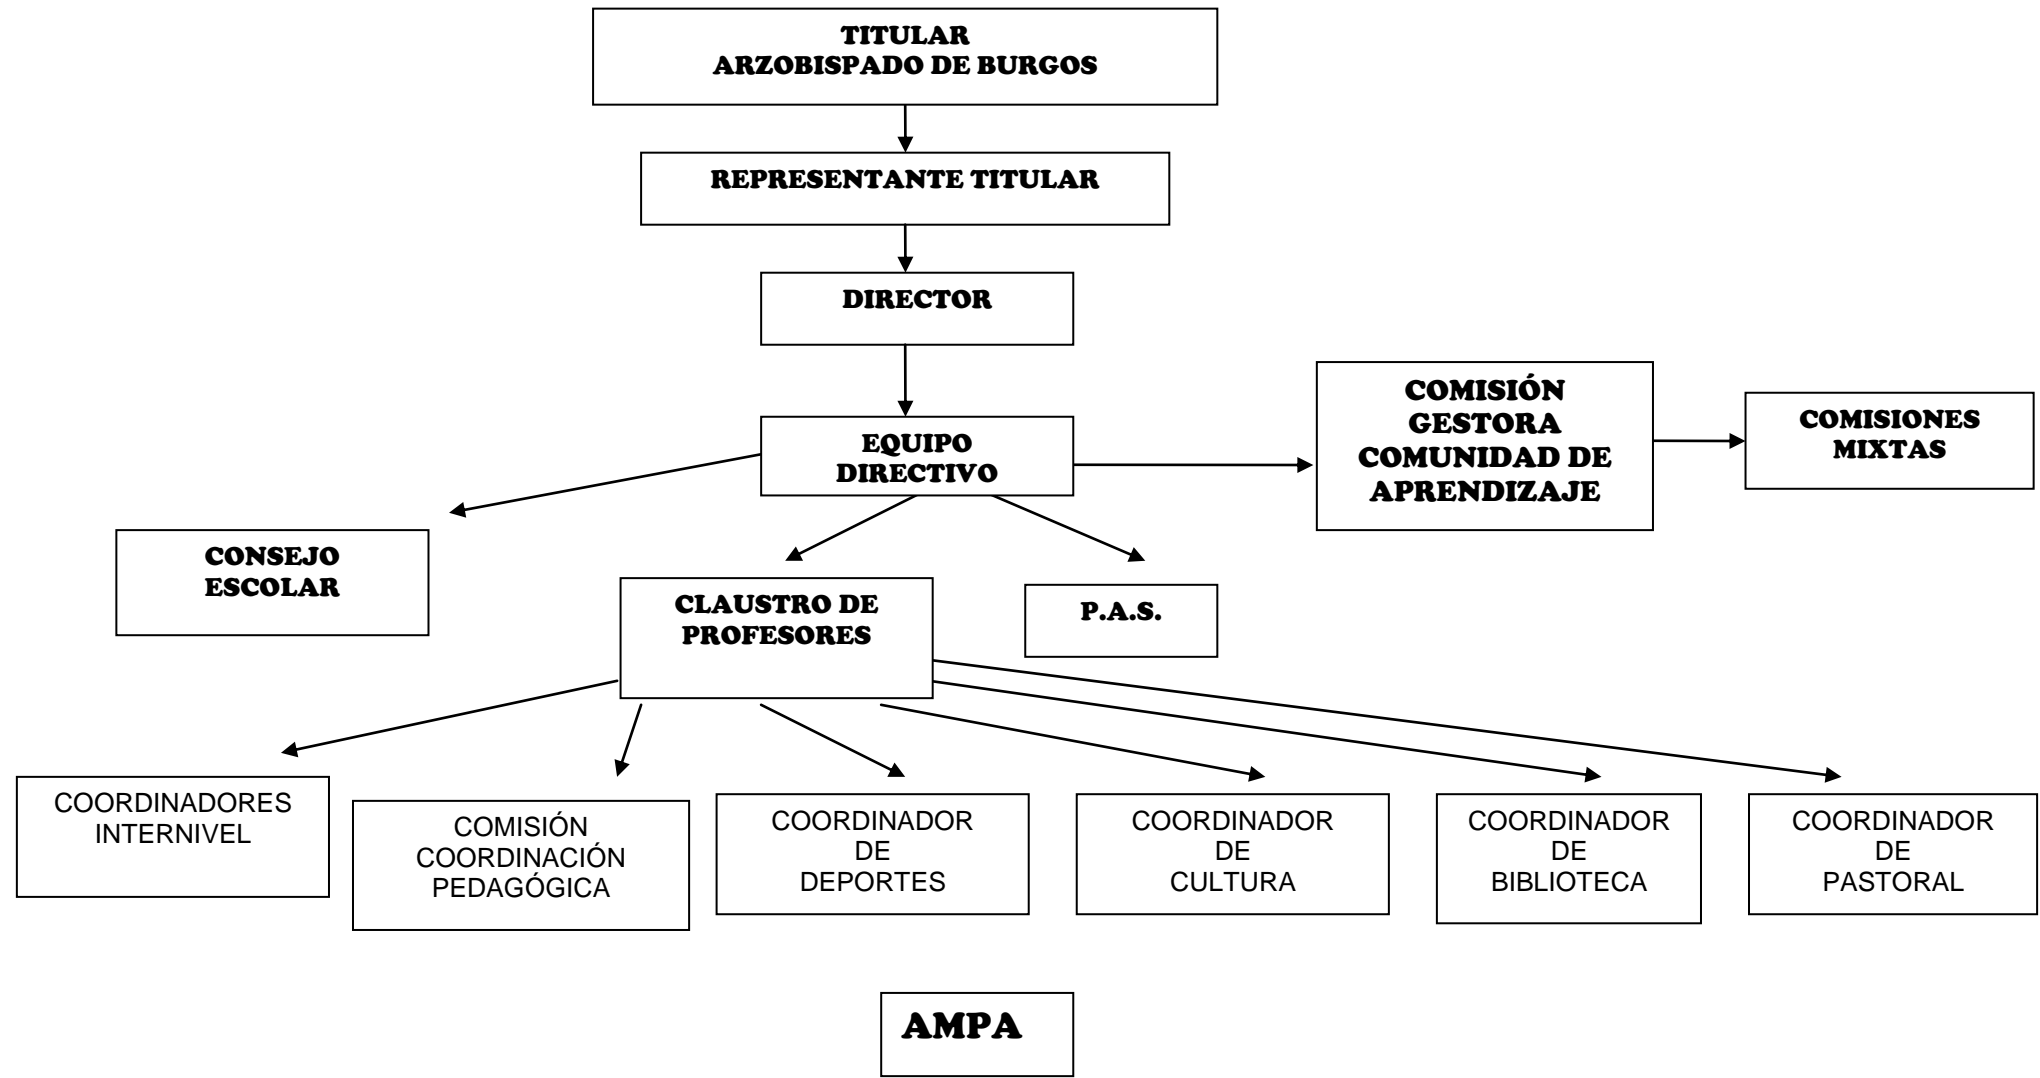 TITULAR
ARZOBISPADO DE BURGOS
REPRESENTANTE TITULAR
DIRECTOR
EQUIPO
DIRECTIVO
COMISIÓN
GESTORA
COMUNIDAD DE
APRENDIZAJE
COMISIONES
MIXTAS
CONSEJO
ESCOLAR
CLAUSTRO DE
PROFESORES
P.A.S.
COORDINADORES
INTERNIVEL
COMISIÓN
COORDINACIÓN
PEDAGÓGICA
COORDINADOR
DE
DEPORTES
COORDINADOR
DE
CULTURA
COORDINADOR
DE
BIBLIOTECA
COORDINADOR
DE
PASTORAL
AMPA